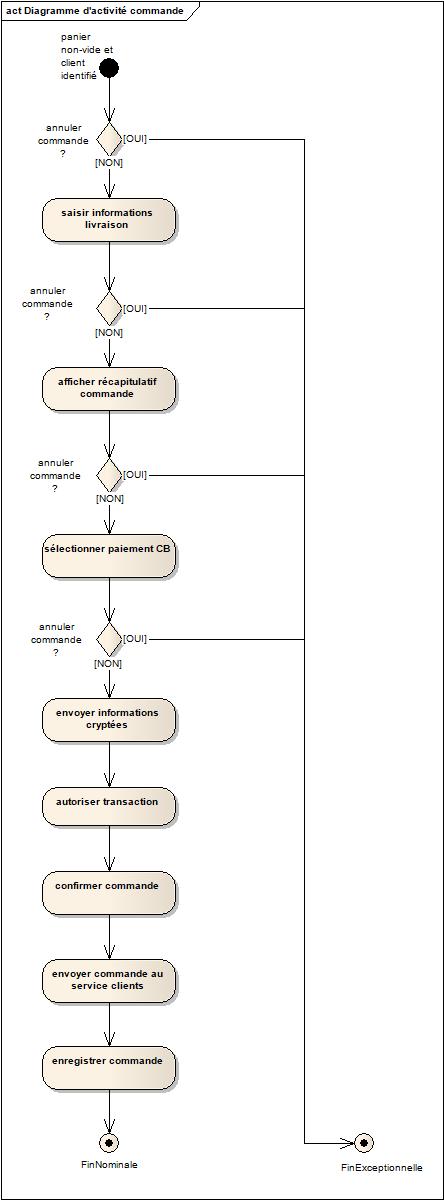 act Diagramme d'activité commande
panier
non-vide et
client
identifié
annuler
commande
?
[OUI]
[NON]
saisir informations
livraison
annuler
commande
?
[OUI]
[NON]
afficher récapitulatif
commande
annuler
commande
?
[OUI]
[NON]
sélectionner paiement CB
annuler
commande
?
[OUI]
[NON]
envoyer informations
cryptées
autoriser transaction
confirmer commande
envoyer commande au
service clients
enregistrer commande
FinNominale
FinExceptionnelle